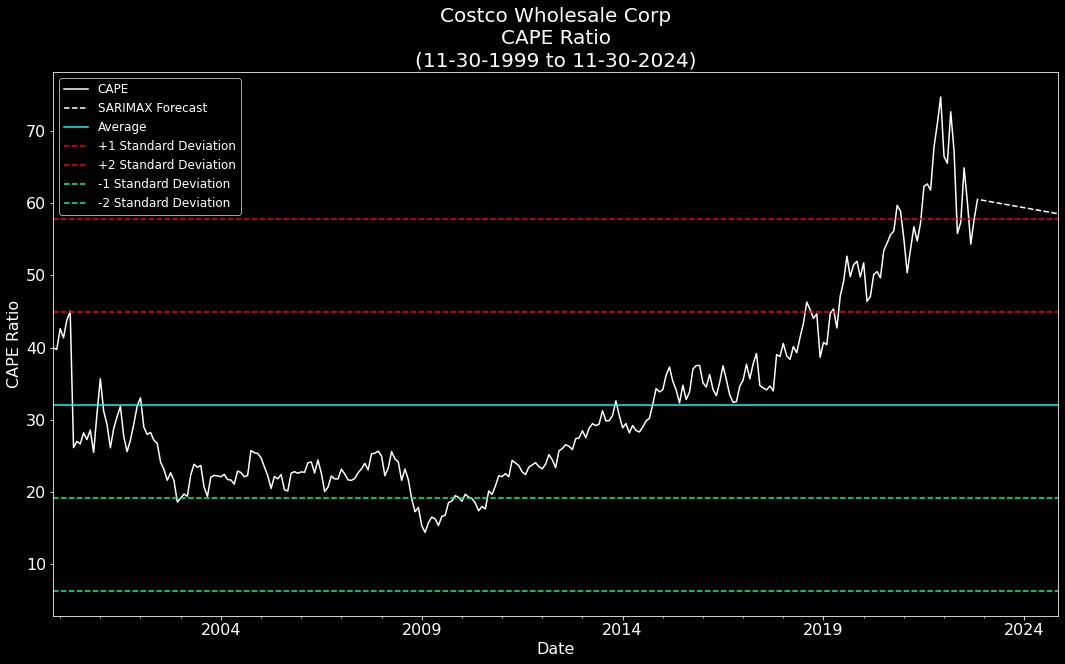 Costco Wholesale Corp
CAPE Ratio
(11-30-1999 to 11-30-2024)
CAPE
SARIMAX Forecast
Average
+1 Standard Deviation
+2 Standard Deviation
-1 Standard Deviation
-2 Standard Deviation
70
60
50
40
30
20
10
CAPE Ratio
2004 2009 2014 2019 2024
Date